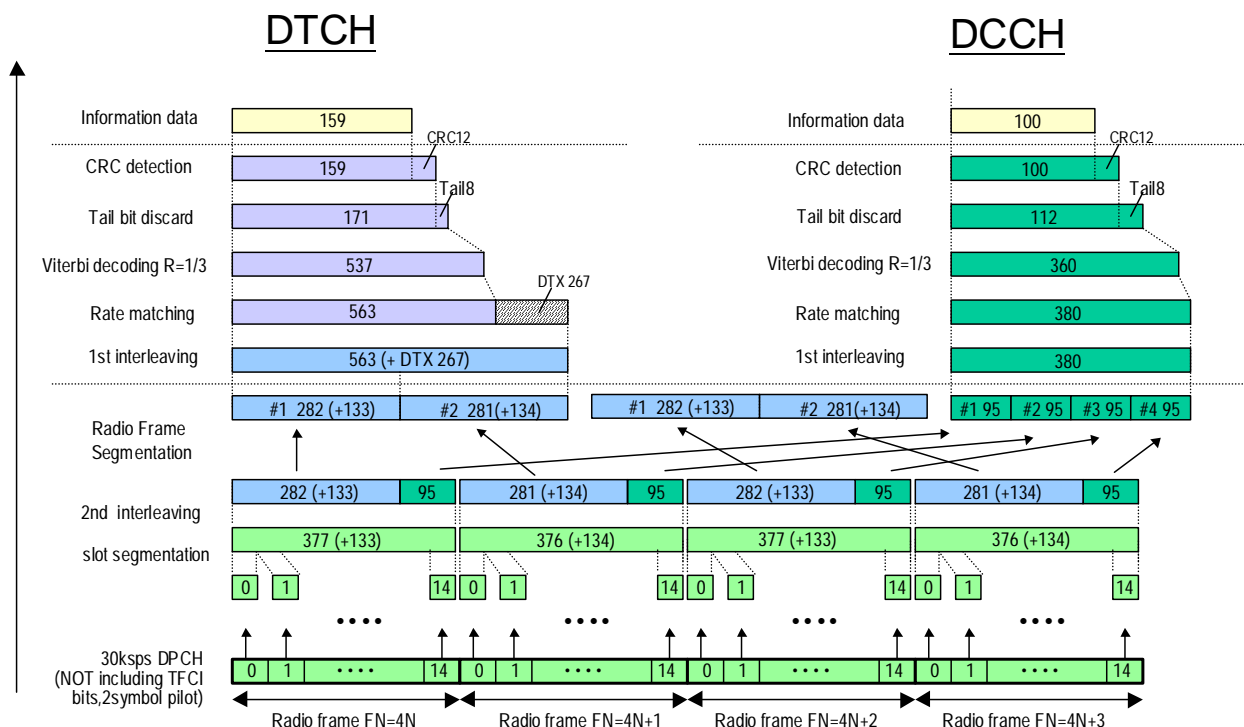 DTCH
DCCH
Information data
159
Information data
100
CRC12
CRC12
CRC detection
159
CRC detection
100
Tail8
Tail8
Tail bit discard
171
Tail bit discard
112
Viterbi decoding R=1/3
537
Viterbi decoding R=1/3
360
DTX 267
Rate matching
563
Rate matching
380
1st interleaving
563 (+ DTX 267)
1st interleaving
380
#1 282 (+133)
#2 281(+134)
#1 282 (+133)
#2 281(+134)
#1 95
#2 95
#3 95
#4 95
Radio Frame
Segmentation
282 (+133)
95
281 (+134)
95
282 (+133)
95
281 (+134)
95
2nd interleaving
377 (+133)
376 (+134)
377 (+133)
376 (+134)
slot segmentation
0
1
14
0
1
14
0
1
14
0
1
14
••••
••••
••••
••••
30ksps DPCH
(NOT including TFCI
bits,2symbol pilot)
0
1
••••
14
0
1
••••
14
0
1
••••
14
0
1
••••
14
Radio frame FN=4N
Radio frame FN=4N+1
Radio frame FN=4N+2
Radio frame FN=4N+3